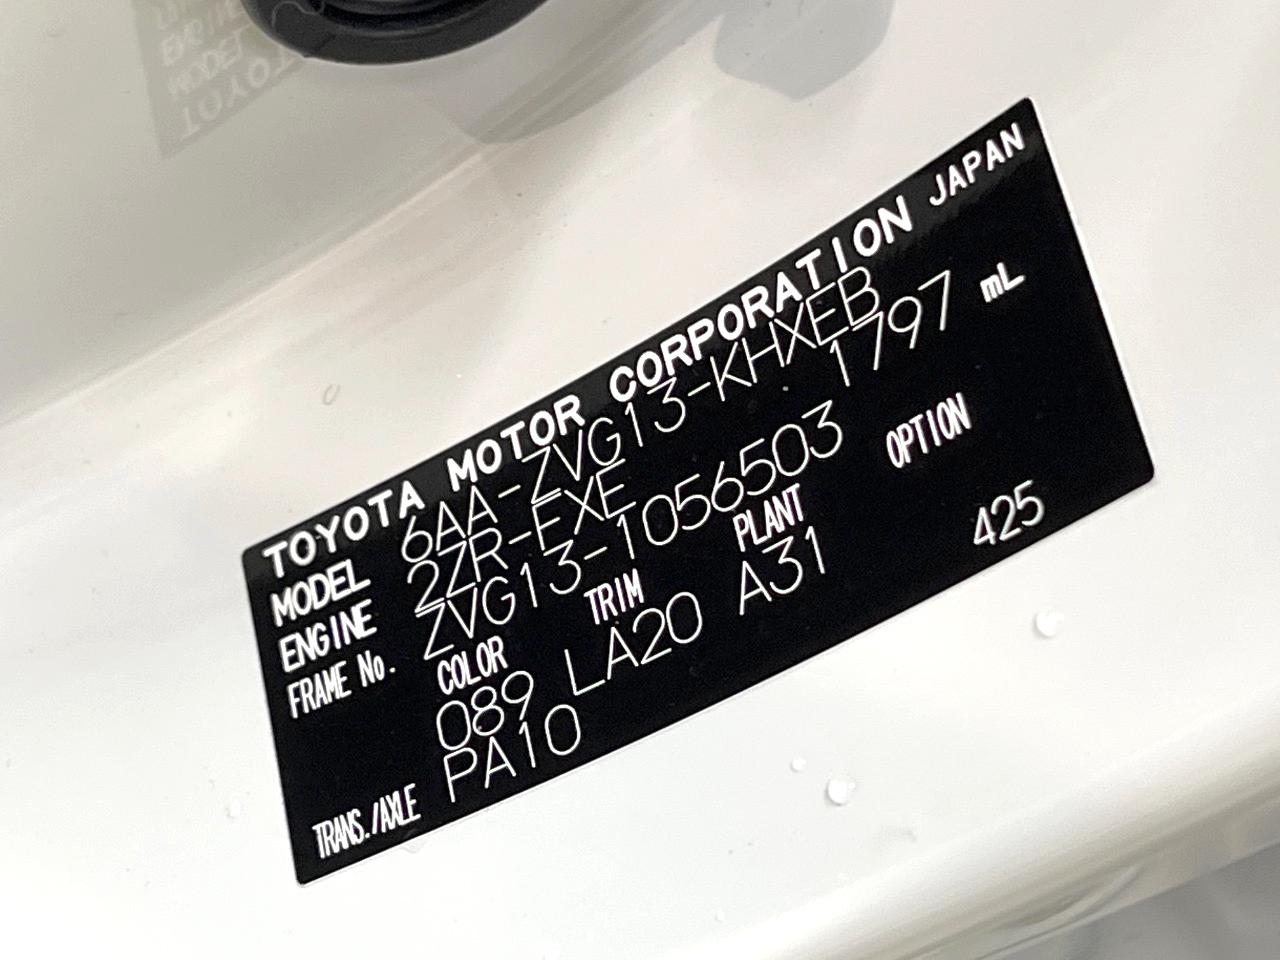 TOYOTA MOTOR CORPORATION JAPAN
MODEL 6AA-ZVG13-KHXEB
ENGINE 2ZR-FXE 1797 mL
FRAME No. ZVG13-1056503
COLOR TRIM PLANT OPTION
089 LA20 A31 425
TRANS./AXLE PA10